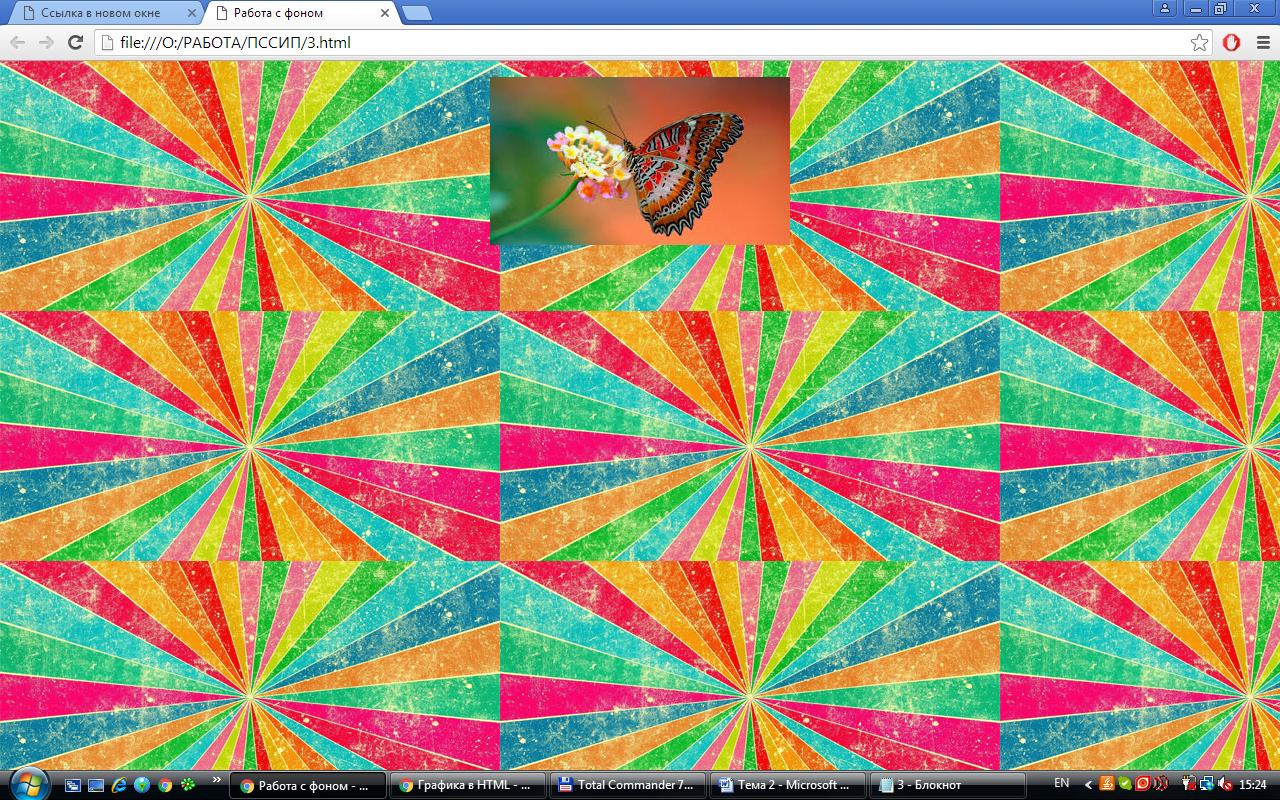 Ссылка в новом окне
Работа с фоном
file:///O:/РАБОТА/ПССИП/3.html
Работа с фоном - ...
Графика в HTML - ...
Total Commander 7...
Тема 2 - Microsoft ...
3 - Блокнот
EN
15:24